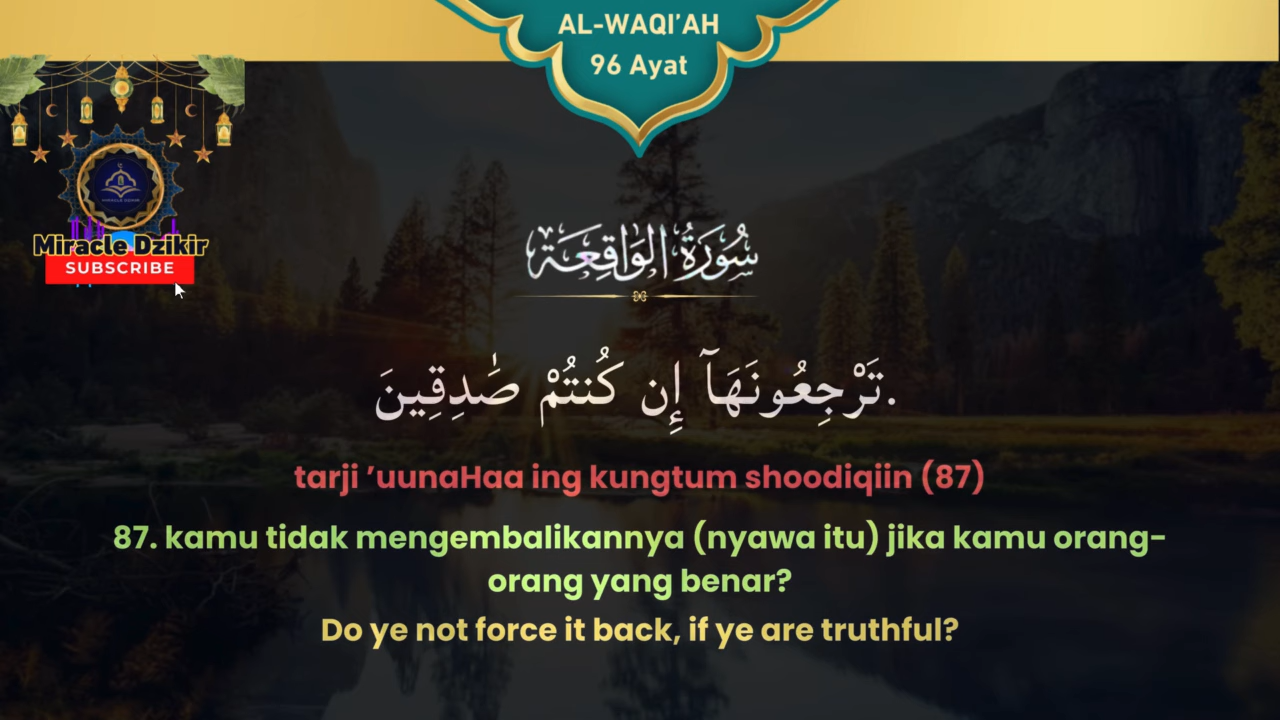 AL-WAQI'AH
96 Ayat
Miracle Dzikir
SUBSCRIBE
سُورَةُ الوَاقِعَة
تَرْجِعُونَهَآ إِن كُنتُمْ صَٰدِقِينَ.
tarji ’uunaHaa ing kungtum shoodiqiin (87)
87. kamu tidak mengembalikannya (nyawa itu) jika kamu orang-
orang yang benar?
Do ye not force it back, if ye are truthful?